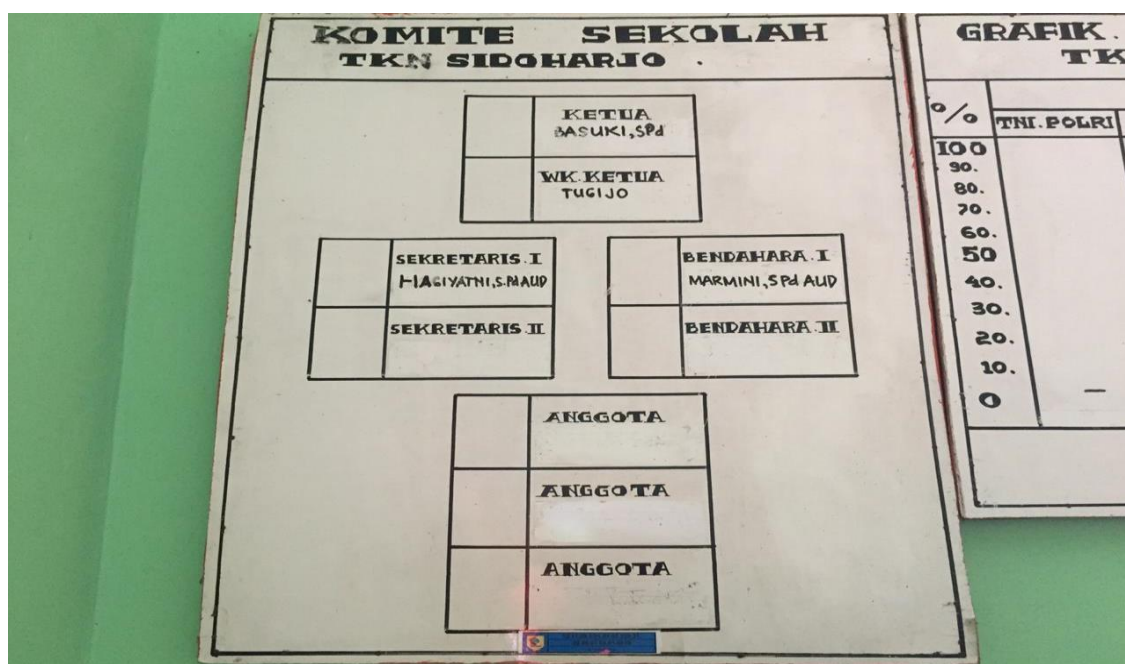 KOMITE SEKOLAH
TKN SIDOHARJO .
KETUA
BASUKI, SPd
WK. KETUA
TUGIJO
SEKRETARIS. I
HAGIYATNI, S.Pd AUD
SEKRETARIS. II
BENDAHARA. I
MARMINI, SPd AUD
BENDAHARA. II
ANGGOTA
ANGGOTA
ANGGOTA
GRAFIK.
TK
%
TNI. POLRI
100
90.
80.
70.
60.
50
40.
30.
20.
10.
0
–